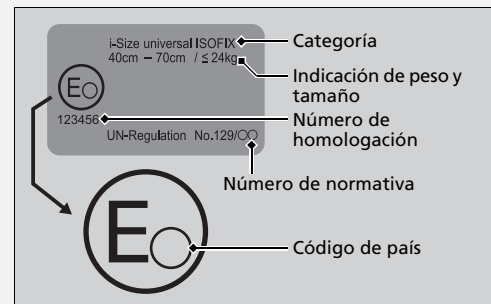 i-Size universal ISOFIX
40cm – 70cm / ≤ 24kg
E
123456
UN-Regulation No.129/○○
Categoría
Indicación de peso y
tamaño
Número de
homologación
Número de normativa
E
Código de país